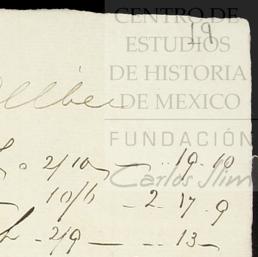 CENTRO DE
19
ESTUDIOS
DE HISTORIA
DE MEXICO
FUNDACIÓN
Carlos Slim
2/10 — .. 19. 10
10/6 - 2. 17. 9
- 2/9 — .. 13 -